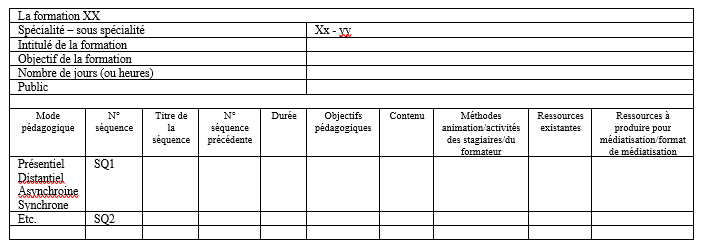 La formation XX
Spécialité – sous spécialité Xx - yy
Intitulé de la formation
Objectif de la formation
Nombre de jours (ou heures)
Public
Mode pédagogique
N° séquence
Titre de la séquence
N° séquence précédente
Durée
Objectifs pédagogiques
Contenu
Méthodes animation/activités des stagiaires/du formateur
Ressources existantes
Ressources à produire pour médiatisation/format de médiatisation
Présentiel SQ1
Distantiel
Asynchroine
Synchrone
Etc. SQ2